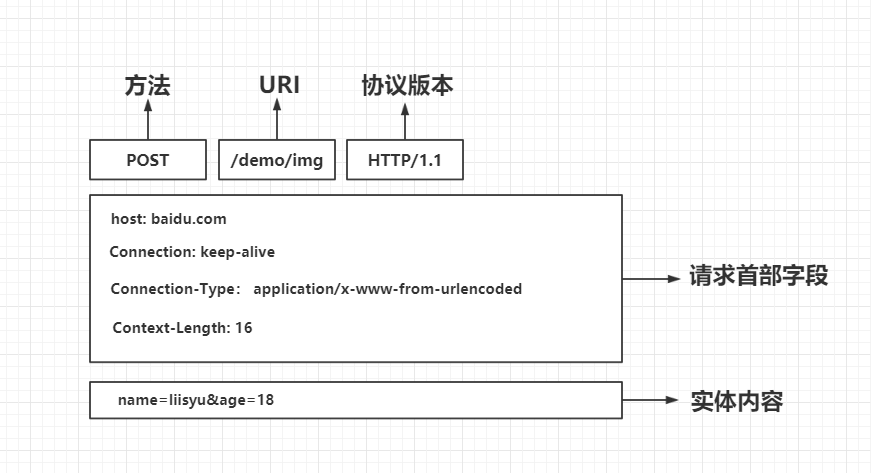 方法 URI 协议版本
POST /demo/img HTTP/1.1
host: baidu.com
Connection: keep-alive
请求首部字段
Connection-Type: application/x-www-from-urlencoded
Context-Length: 16
name=liisyu&age=18
实体内容